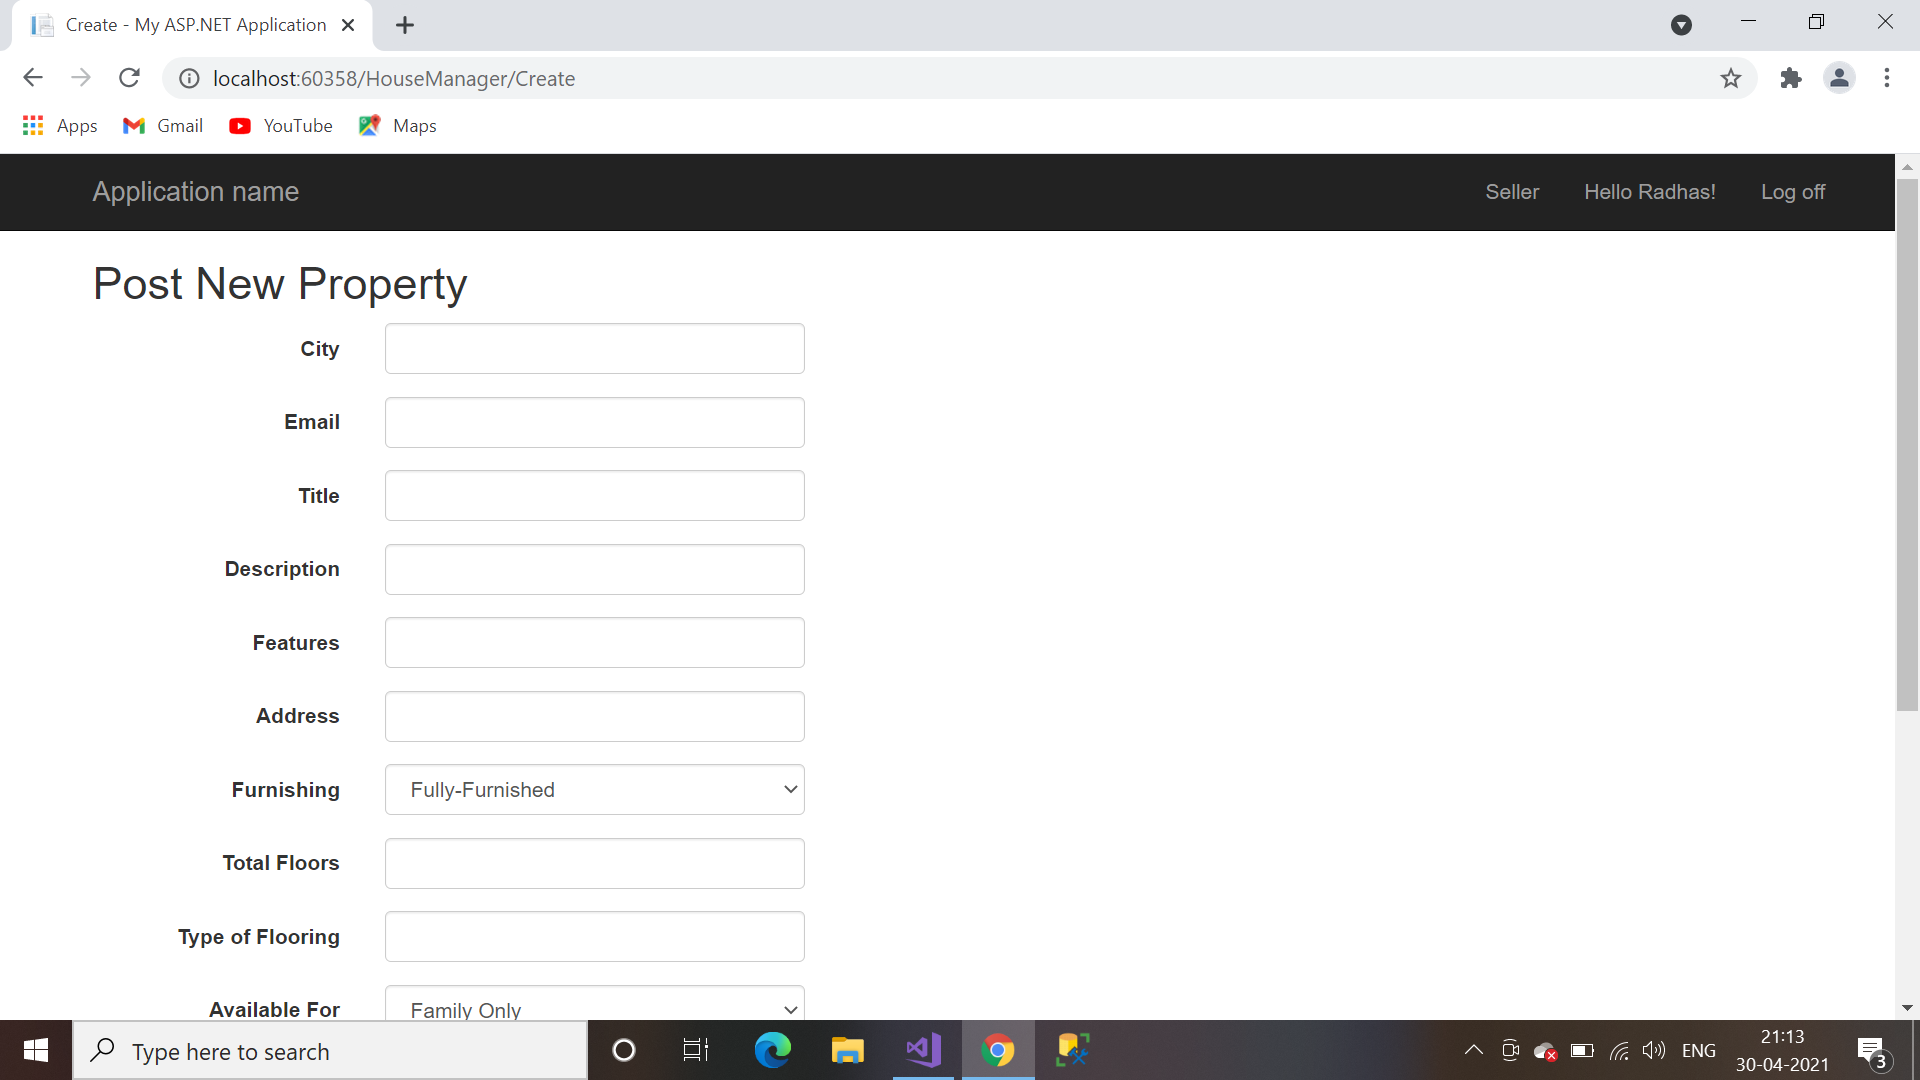 Create - My ASP.NET Application
localhost:60358/HouseManager/Create
Apps Gmail YouTube Maps
Application name Seller Hello Radhas! Log off
Post New Property
City
Email
Title
Description
Features
Address
Furnishing Fully-Furnished
Total Floors
Type of Flooring
Available For Family Only
Type here to search ENG 21:13
30-04-2021 3